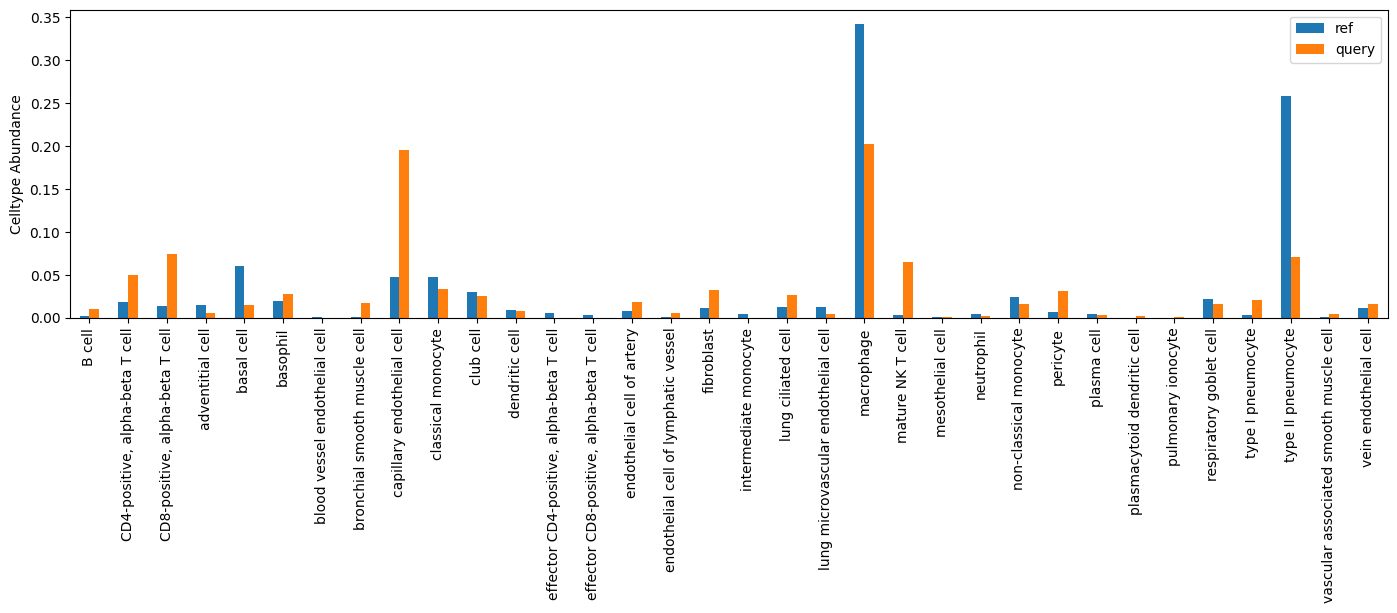 Celltype Abundance
0.35
0.30
0.25
0.20
0.15
0.10
0.05
0.00
ref
query
B cell
CD4-positive, alpha-beta T cell
CD8-positive, alpha-beta T cell
adventitial cell
basal cell
basophil
blood vessel endothelial cell
bronchial smooth muscle cell
capillary endothelial cell
classical monocyte
club cell
dendritic cell
effector CD4-positive, alpha-beta T cell
effector CD8-positive, alpha-beta T cell
endothelial cell of artery
endothelial cell of lymphatic vessel
fibroblast
intermediate monocyte
lung ciliated cell
lung microvascular endothelial cell
macrophage
mature NK T cell
mesothelial cell
neutrophil
non-classical monocyte
pericyte
plasma cell
plasmacytoid dendritic cell
pulmonary ionocyte
respiratory goblet cell
type I pneumocyte
type II pneumocyte
vascular associated smooth muscle cell
vein endothelial cell